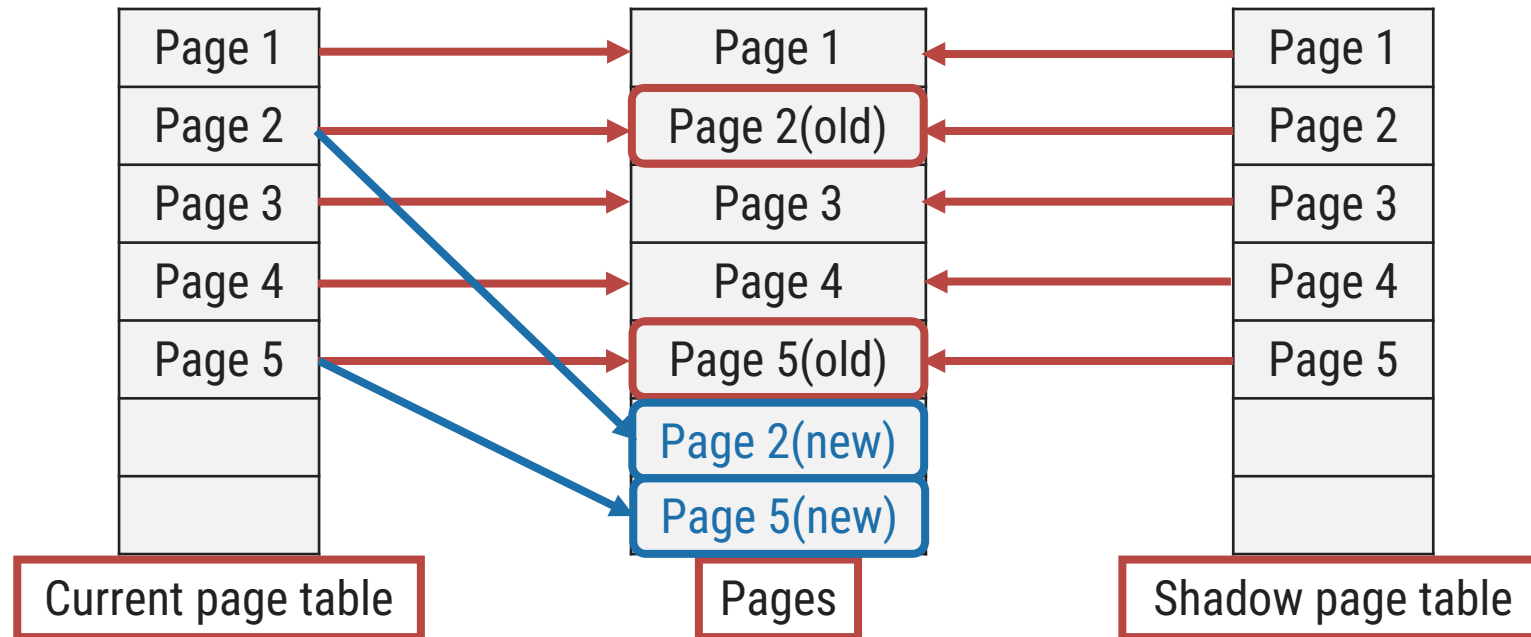 Page 1
Page 2
Page 3
Page 4
Page 5
Current page table
Page 1
Page 2(old)
Page 3
Page 4
Page 5(old)
Page 2(new)
Page 5(new)
Pages
Page 1
Page 2
Page 3
Page 4
Page 5
Shadow page table